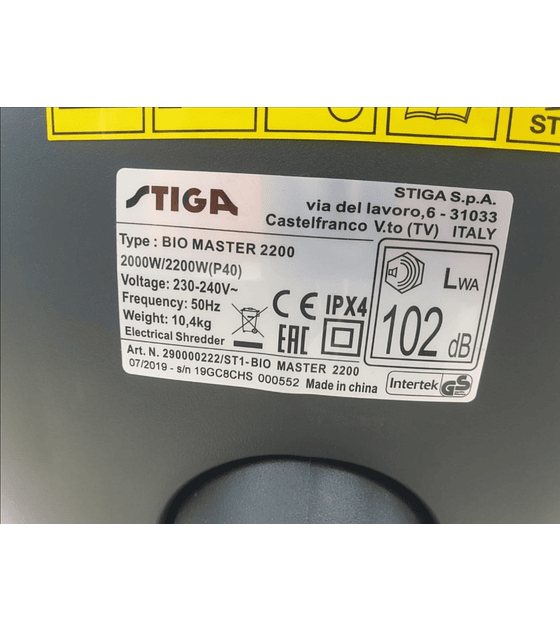 ST
STIGA
STIGA S.p.A.
via del lavoro,6 - 31033
Castelfranco V.to (TV) ITALY
Type : BIO MASTER 2200
2000W/2200W(P40)
Voltage: 230-240V~
Frequency: 50Hz
Weight: 10,4kg
Electrical Shredder
CE IPX4
EAC
LWA
102 dB
Art. N. 290000222/ST1-BIO MASTER 2200
07/2019 - s/n 19GC8CHS 000552 Made in china
Intertek GS